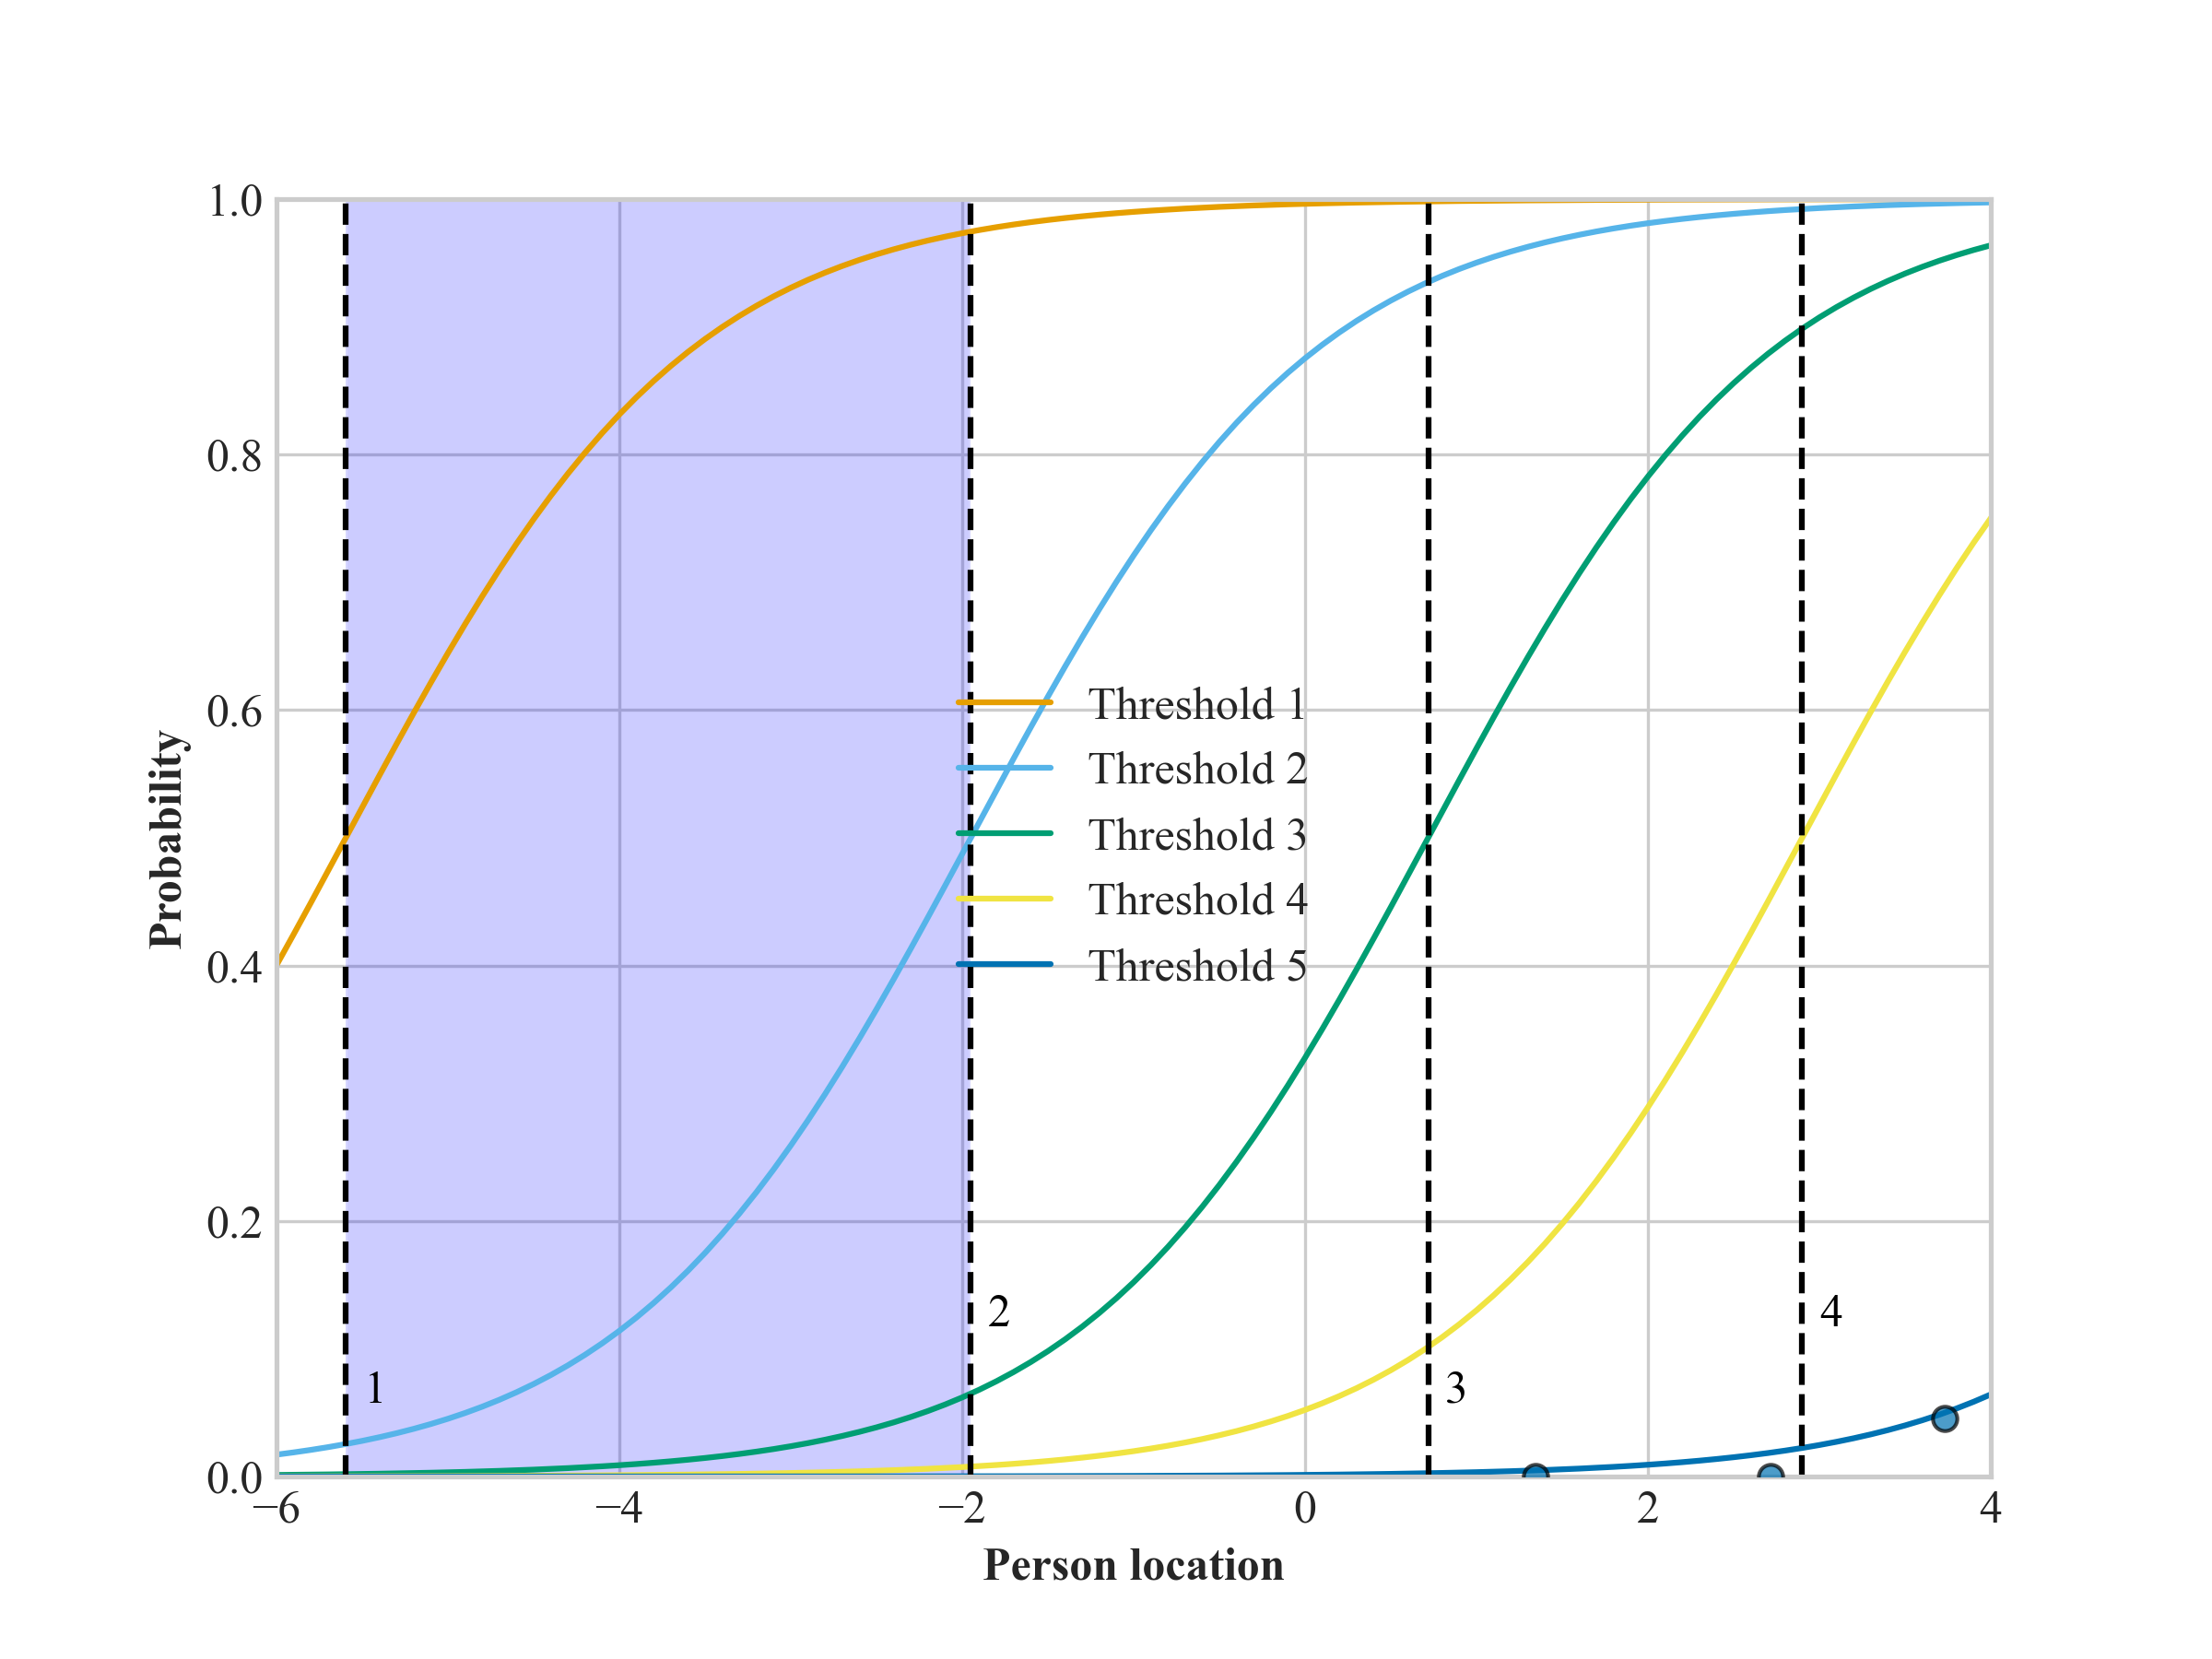 1.0
0.8
0.6
0.4
0.2
0.0
Probability
Threshold 1
Threshold 2
Threshold 3
Threshold 4
Threshold 5
1
2
3
4
−6
−4
−2
0
2
4
Person location